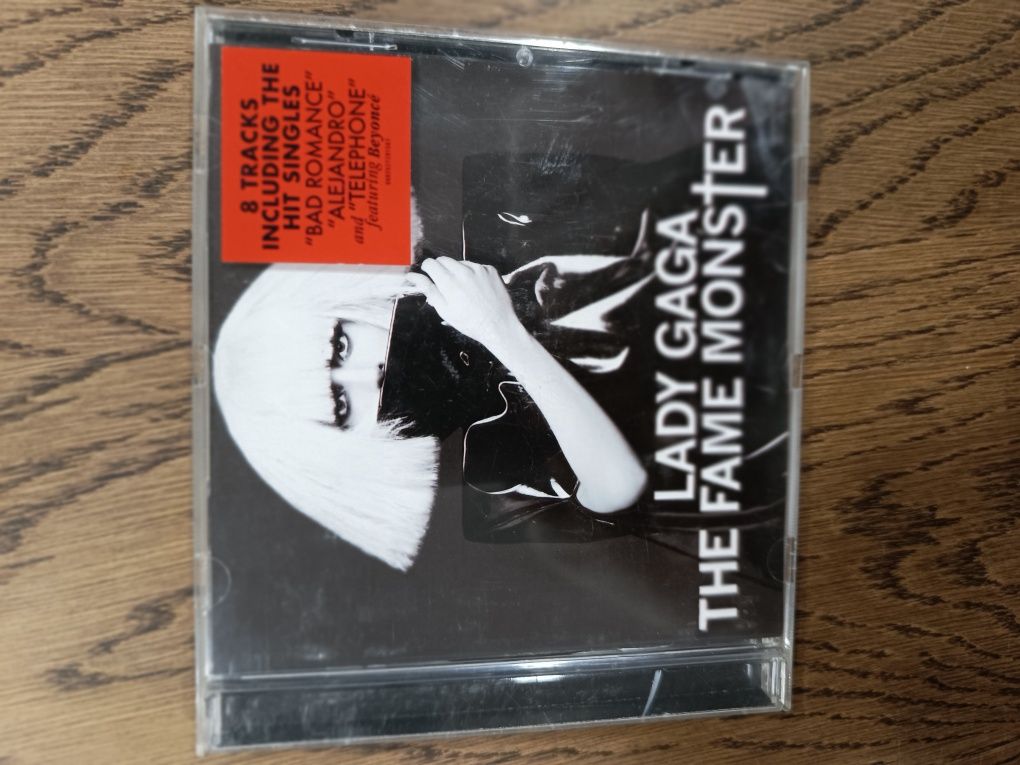 8 TRACKS
INCLUDING THE
HIT SINGLES
"BAD ROMANCE"
"ALEJANDRO"
and "TELEPHONE"
featuring Beyoncé
LADY GAGA
THE FAME MONSTER